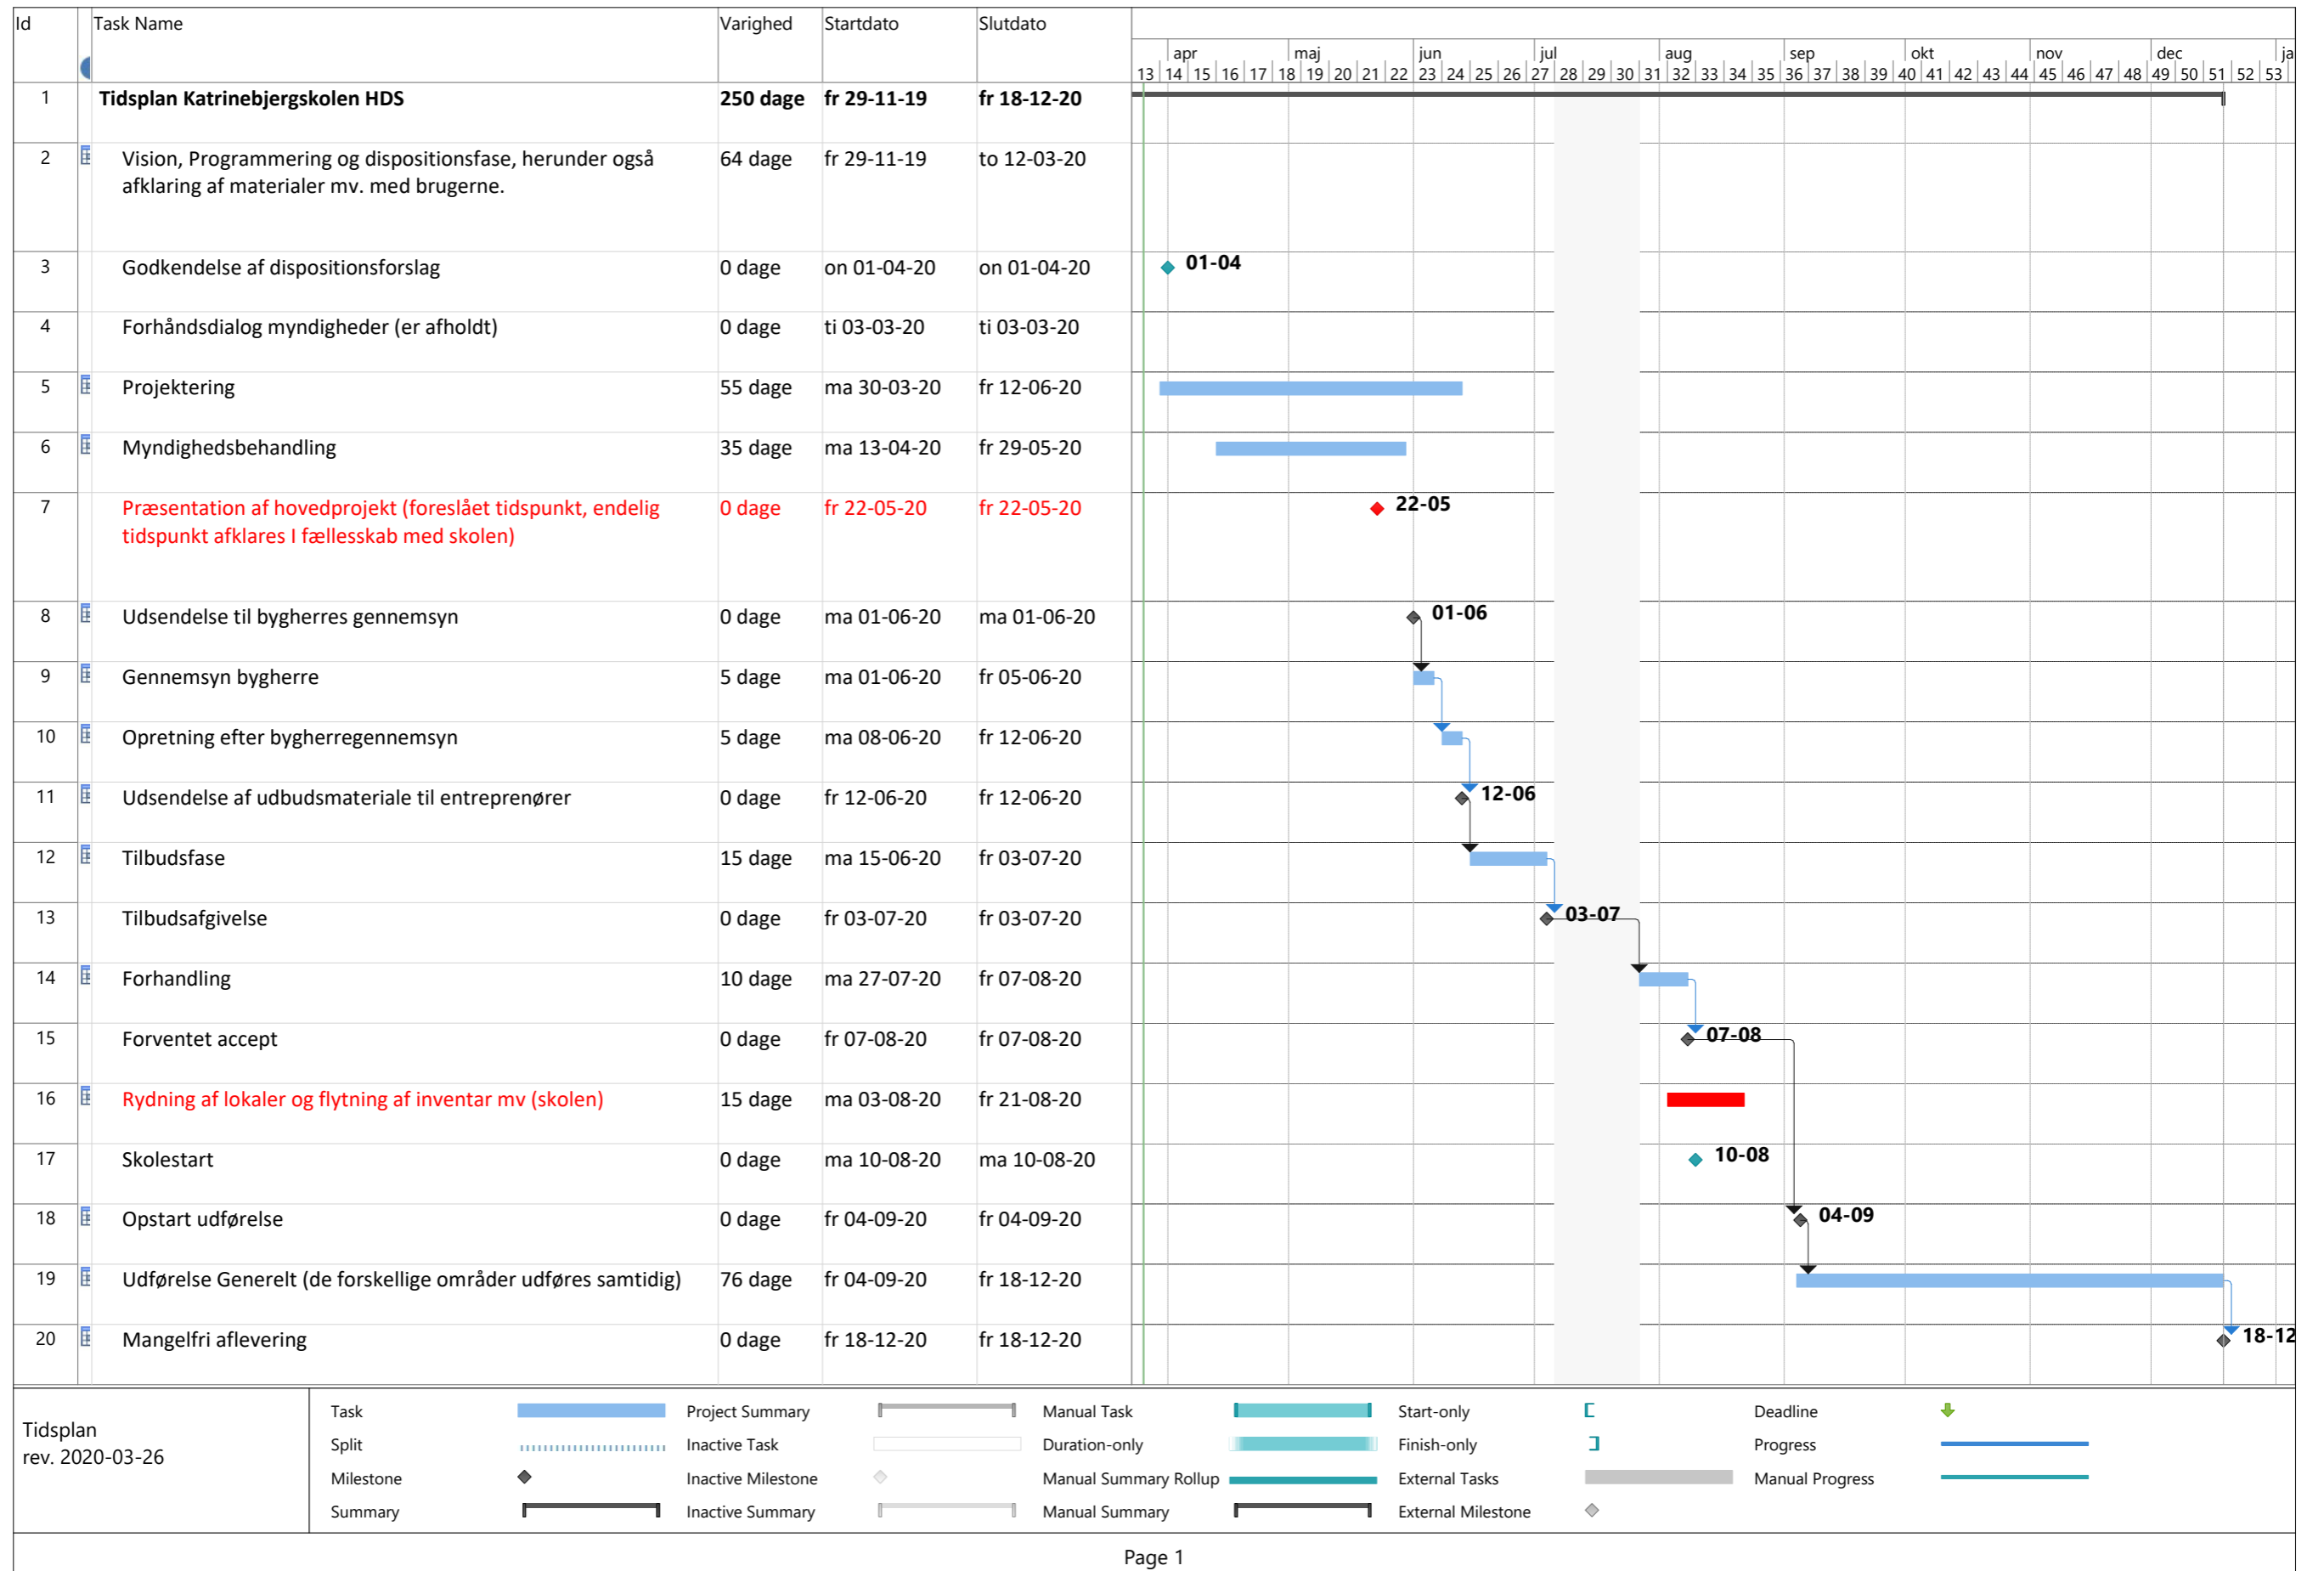 Id Task Name Varighed Startdato Slutdato
apr maj jun jul aug sep okt nov dec ja
13 14 15 16 17 18 19 20 21 22 23 24 25 26 27 28 29 30 31 32 33 34 35 36 37 38 39 40 41 42 43 44 45 46 47 48 49 50 51 52 53
1 Tidsplan Katrinebjergskolen HDS 250 dage fr 29-11-19 fr 18-12-20
2 Vision, Programmering og dispositionsfase, herunder også 64 dage fr 29-11-19 to 12-03-20
afklaring af materialer mv. med brugerne.
3 Godkendelse af dispositionsforslag 0 dage on 01-04-20 on 01-04-20 01-04
4 Forhåndsdialog myndigheder (er afholdt) 0 dage ti 03-03-20 ti 03-03-20
5 Projektering 55 dage ma 30-03-20 fr 12-06-20
6 Myndighedsbehandling 35 dage ma 13-04-20 fr 29-05-20
7 Præsentation af hovedprojekt (foreslået tidspunkt, endelig 0 dage fr 22-05-20 fr 22-05-20 22-05
tidspunkt afklares I fællesskab med skolen)
8 Udsendelse til bygherres gennemsyn 0 dage ma 01-06-20 ma 01-06-20 01-06
9 Gennemsyn bygherre 5 dage ma 01-06-20 fr 05-06-20
10 Opretning efter bygherregennemsyn 5 dage ma 08-06-20 fr 12-06-20
11 Udsendelse af udbudsmateriale til entreprenører 0 dage fr 12-06-20 fr 12-06-20 12-06
12 Tilbudsfase 15 dage ma 15-06-20 fr 03-07-20
13 Tilbudsafgivelse 0 dage fr 03-07-20 fr 03-07-20 03-07
14 Forhandling 10 dage ma 27-07-20 fr 07-08-20
15 Forventet accept 0 dage fr 07-08-20 fr 07-08-20 07-08
16 Rydning af lokaler og flytning af inventar mv (skolen) 15 dage ma 03-08-20 fr 21-08-20
17 Skolestart 0 dage ma 10-08-20 ma 10-08-20 10-08
18 Opstart udførelse 0 dage fr 04-09-20 fr 04-09-20 04-09
19 Udførelse Generelt (de forskellige områder udføres samtidig) 76 dage fr 04-09-20 fr 18-12-20
20 Mangelfri aflevering 0 dage fr 18-12-20 fr 18-12-20 18-12
Tidsplan
rev. 2020-03-26
Task Project Summary Manual Task Start-only Deadline
Split Inactive Task Duration-only Finish-only Progress
Milestone Inactive Milestone Manual Summary Rollup External Tasks Manual Progress
Summary Inactive Summary Manual Summary External Milestone
Page 1